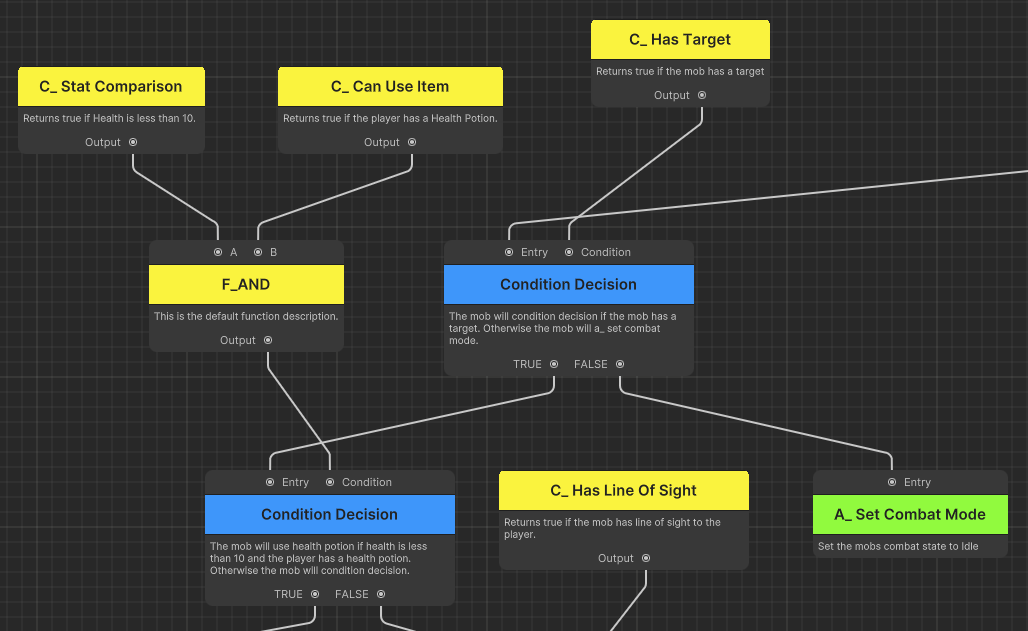 C_ Has Target
Returns true if the mob has a target
Output
C_ Stat Comparison
Returns true if Health is less than 10.
Output
C_ Can Use Item
Returns true if the player has a Health Potion.
Output
A B
F_AND
This is the default function description.
Output
Entry Condition
Condition Decision
The mob will condition decision if the mob has a
target. Otherwise the mob will a_ set combat
mode.
TRUE FALSE
Entry Condition
Condition Decision
The mob will use health potion if health is less
than 10 and the player has a health potion.
Otherwise the mob will condition decision.
TRUE FALSE
C_ Has Line Of Sight
Returns true if the mob has line of sight to the
player.
Output
Entry
A_ Set Combat Mode
Set the mobs combat state to Idle